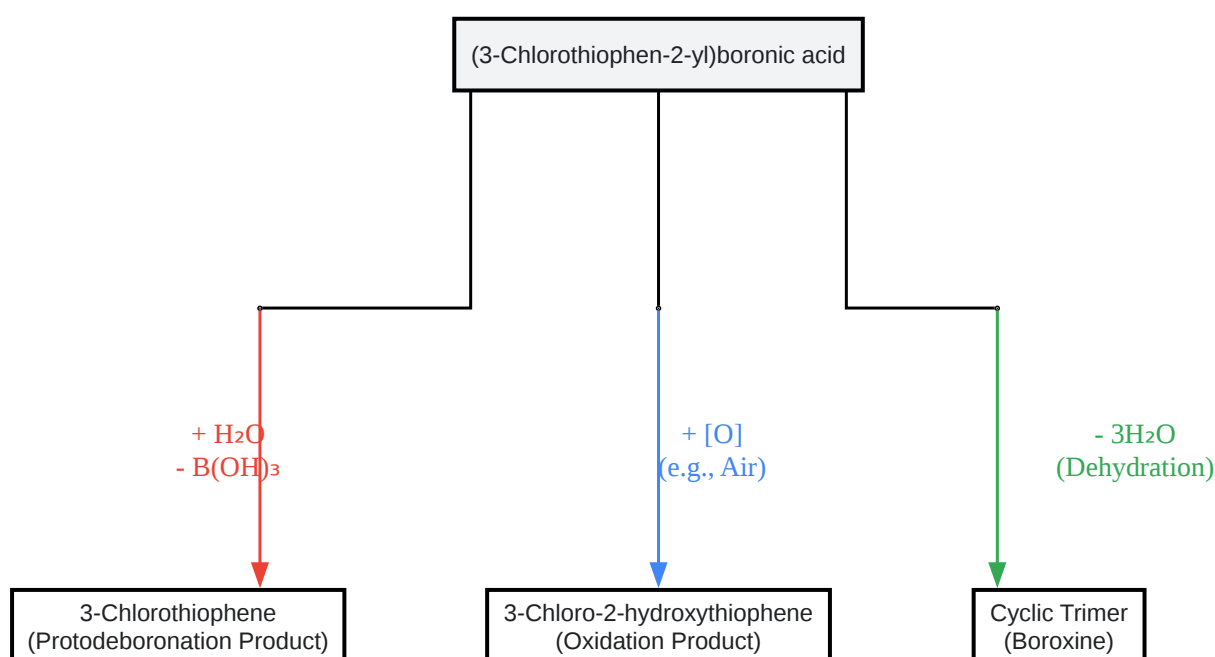 (3-Chlorothiophen-2-yl)boronic acid
+ H₂O
- B(OH)₃
+ [O]
(e.g., Air)
- 3H₂O
(Dehydration)
3-Chlorothiophene
(Protodeboronation Product)
3-Chloro-2-hydroxythiophene
(Oxidation Product)
Cyclic Trimer
(Boroxine)